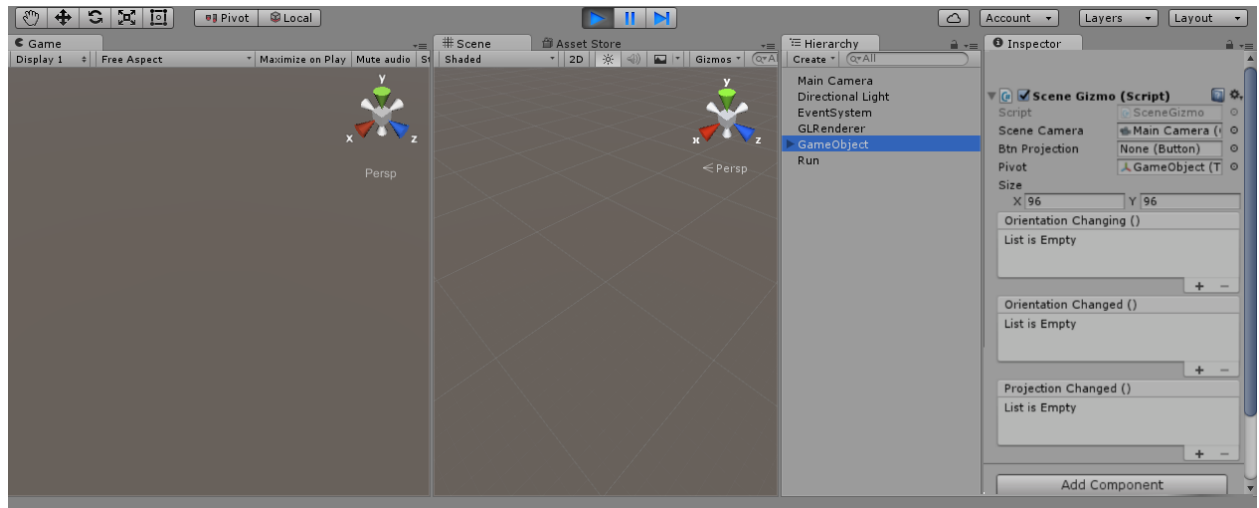 Pivot Local Account Layers Layout
Game
Display 1 Free Aspect Maximize on Play Mute audio St
y
x z
Persp
Scene Asset Store
Shaded 2D Gizmos All
y
x z
Persp
Hierarchy
Create All
Main Camera
Directional Light
EventSystem
GLRenderer
GameObject
Run
Inspector
Scene Gizmo (Script)
Script SceneGizmo
Scene Camera Main Camera (
Btn Projection None (Button)
Pivot GameObject (T
Size
X 96 Y 96
Orientation Changing ()
List is Empty
+ −
Orientation Changed ()
List is Empty
+ −
Projection Changed ()
List is Empty
+ −
Add Component